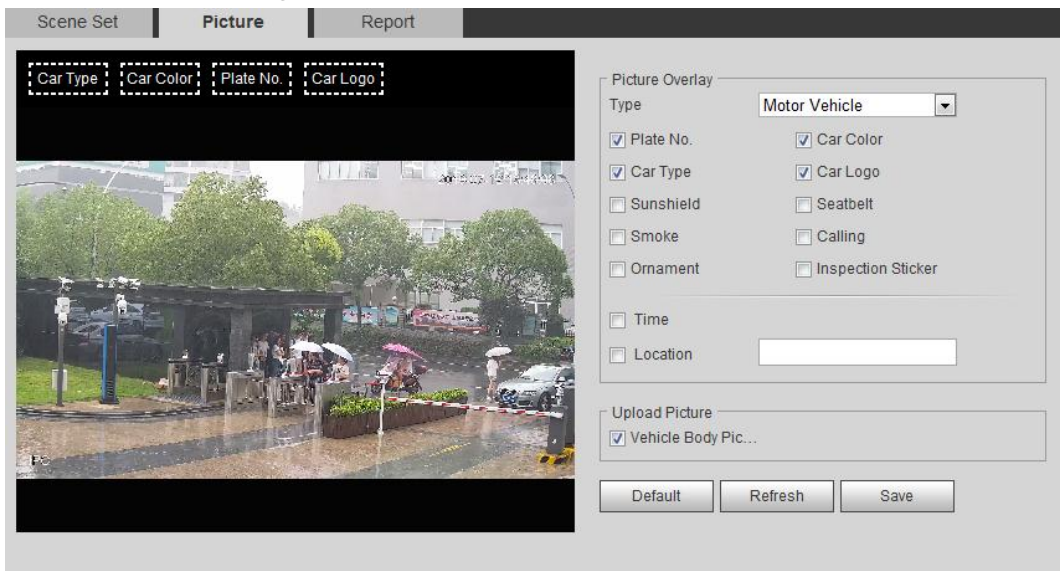 Scene Set Picture Report
Car Type Car Color Plate No. Car Logo
Picture Overlay
Type Motor Vehicle
Plate No. Car Color
Car Type Car Logo
Sunshield Seatbelt
Smoke Calling
Ornament Inspection Sticker
Time
Location
Upload Picture
Vehicle Body Pic...
Default Refresh Save